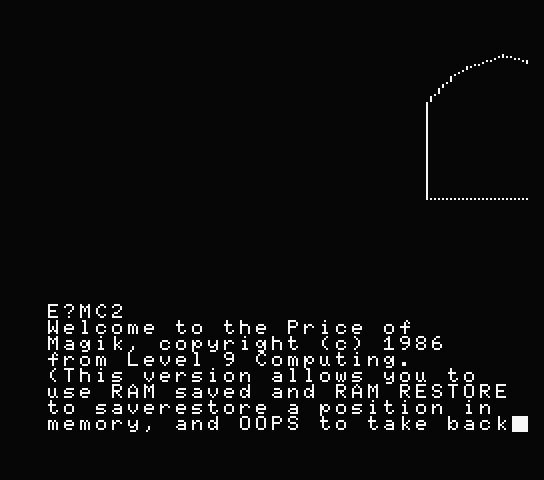 E?MC2
Welcome to the Price of
Magik, copyright (c) 1986
from Level 9 Computing.
(This version allows you to
use RAM saved and RAM RESTORE
to saverestore a position in
memory, and OOPS to take back